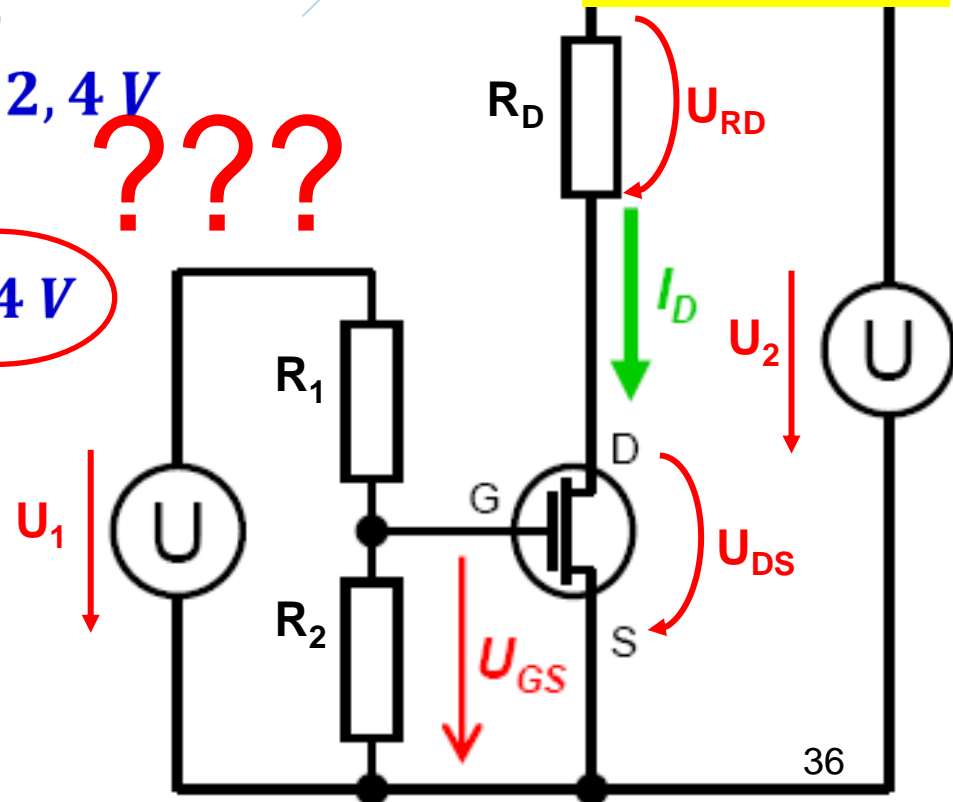 2, 4 V
???
4 V
R_D
U_RD
I_D
U_2
U
R_1
D
G
U_1
U
U_DS
R_2
S
U_GS
36